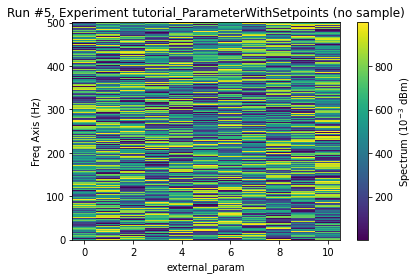 Run #5, Experiment tutorial_ParameterWithSetpoints (no sample)
500
400
300
200
100
0
Freq Axis (Hz)
0 2 4 6 8 10
external_param
800
600
400
200
Spectrum (10⁻³ dBm)